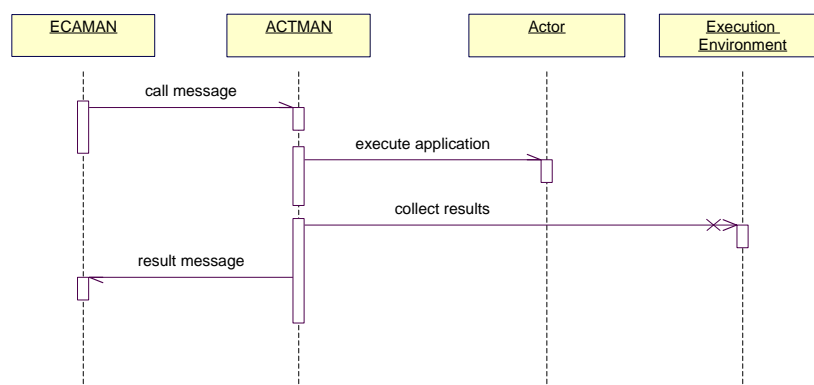 ECAMAN
ACTMAN
Actor
Execution
Environment
call message
execute application
collect results
result message